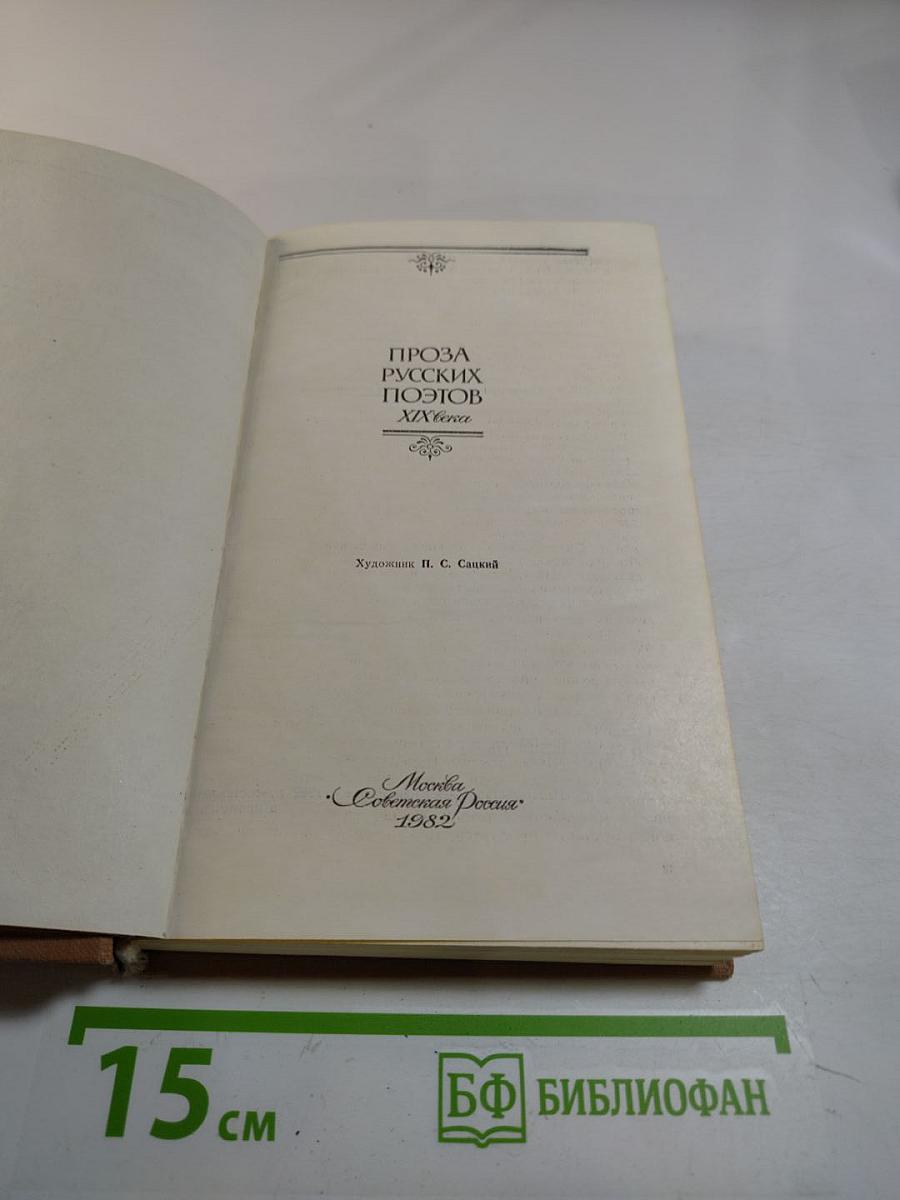 ПРОЗА
РУССКИХ
ПОЭТОВ
XIX века
Художник П. С. Сацкий
Москва
"Советская Россия"
1982
15 см
БФ БИБЛИОФАН